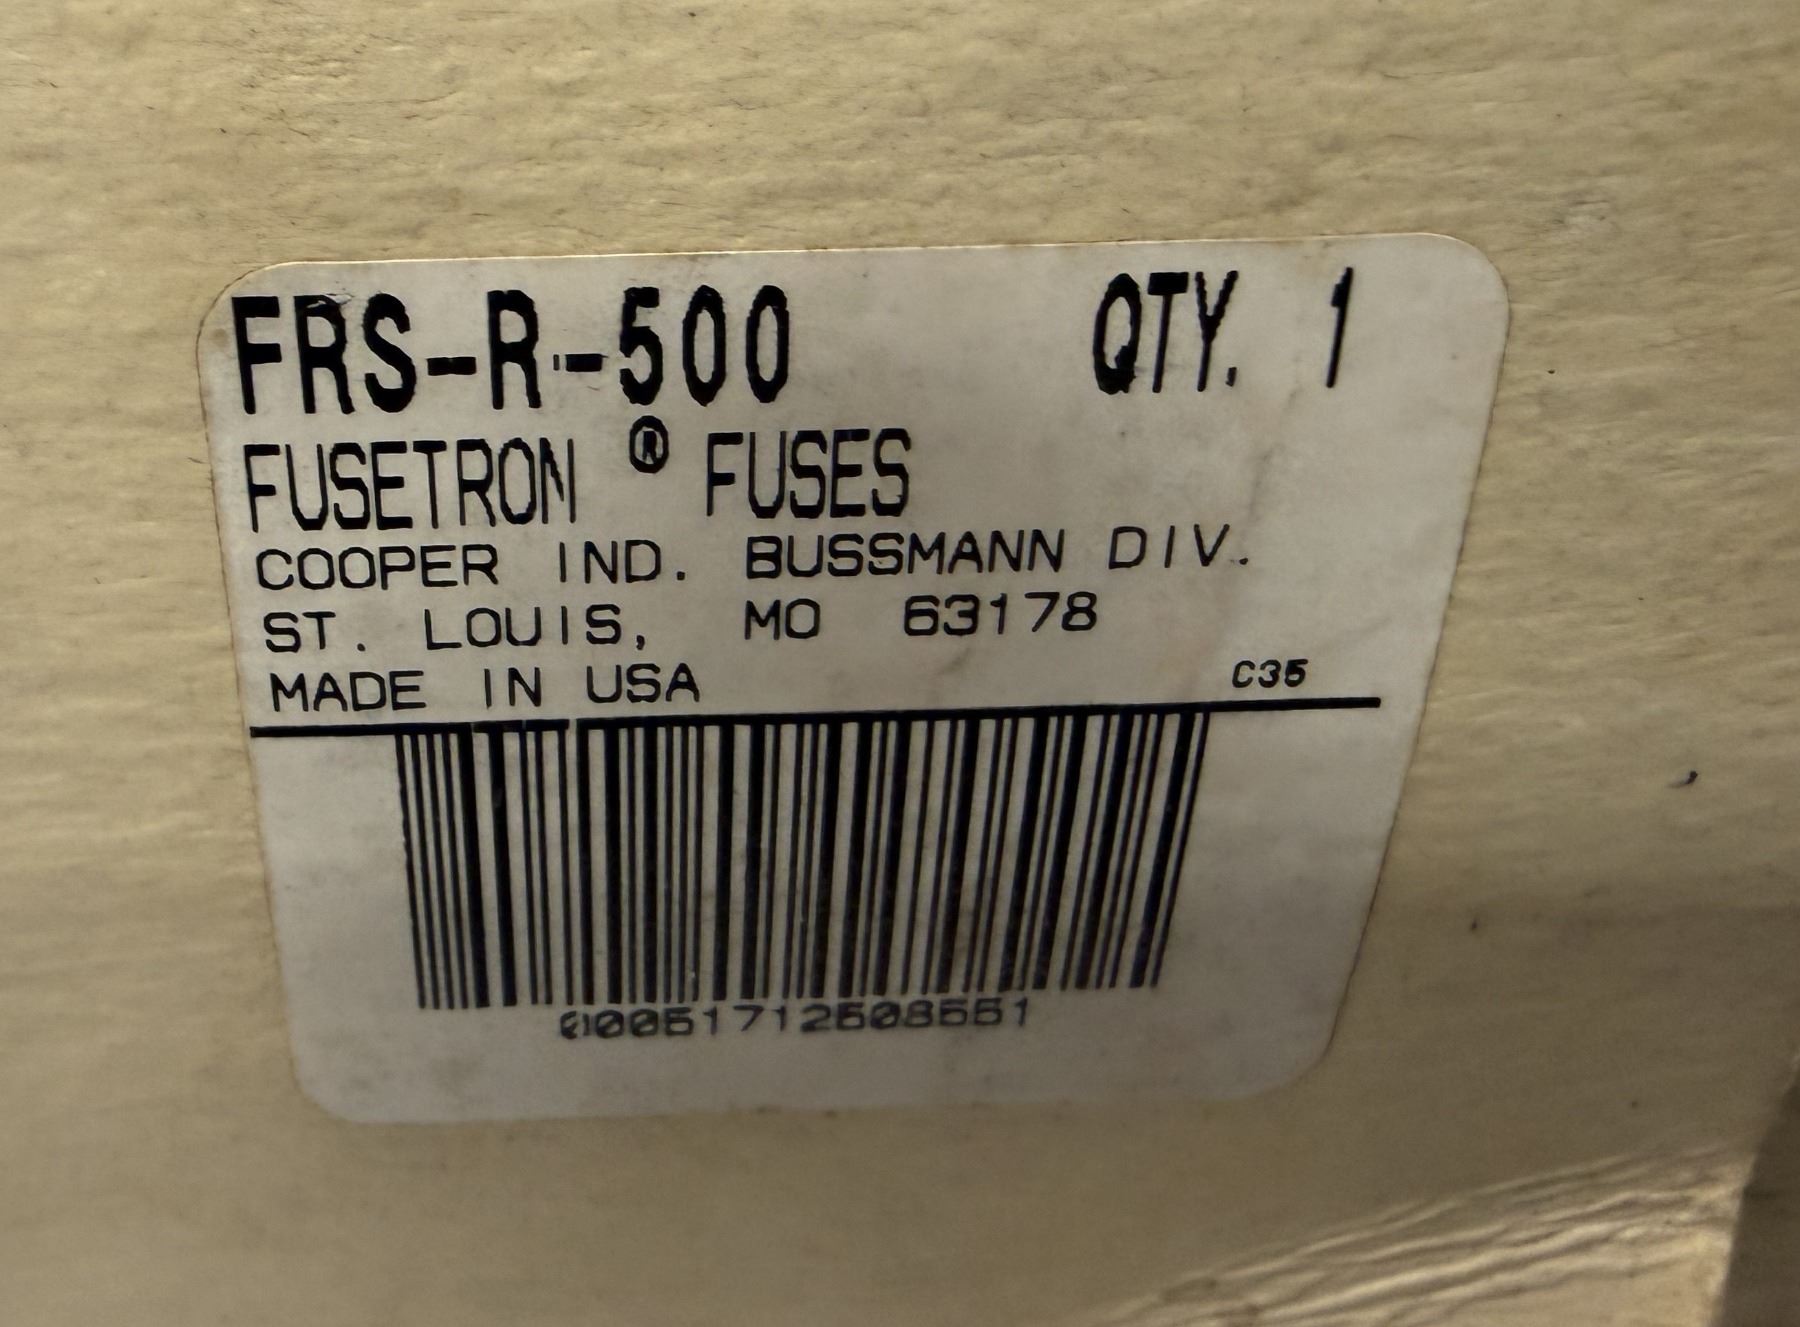 FRS-R-500 QTY. 1
FUSETRON ® FUSES
COOPER IND. BUSSMANN DIV.
ST. LOUIS, MO 63178
MADE IN USA C35
00051712508551